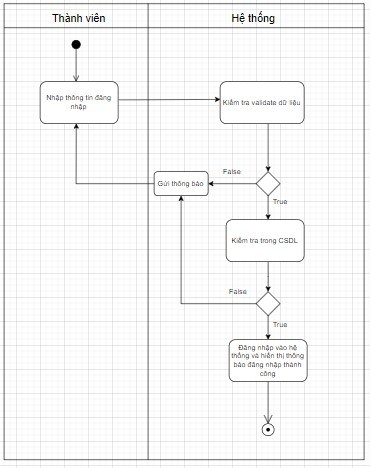 Thành viên
Hệ thống
Nhập thông tin đăng
nhập
Kiểm tra validate dữ liệu
False
Gửi thông báo
True
Kiểm tra trong CSDL
False
True
Đăng nhập vào hệ
thống và hiển thị thông
báo đăng nhập thành
công